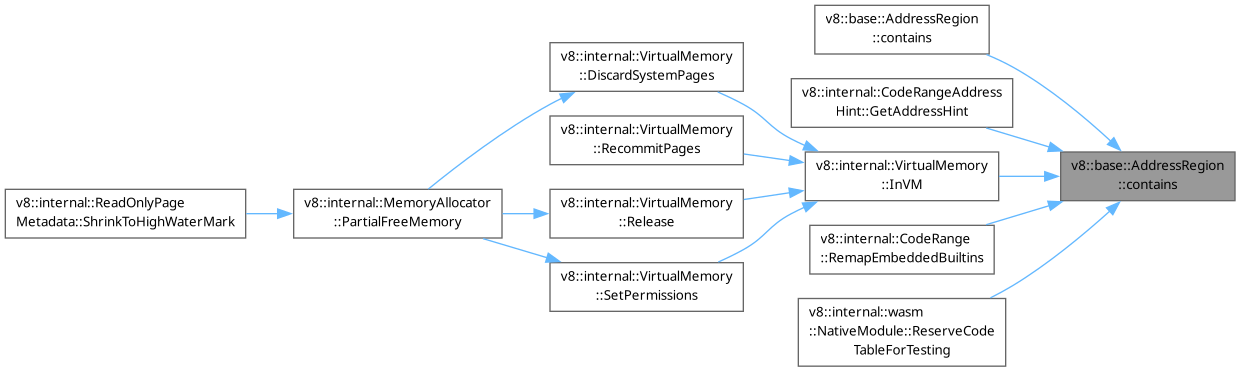 v8::internal::ReadOnlyPage
Metadata::ShrinkToHighWaterMark
v8::internal::MemoryAllocator
::PartialFreeMemory
v8::internal::VirtualMemory
::DiscardSystemPages
v8::internal::VirtualMemory
::RecommitPages
v8::internal::VirtualMemory
::Release
v8::internal::VirtualMemory
::SetPermissions
v8::base::AddressRegion
::contains
v8::internal::CodeRangeAddress
Hint::GetAddressHint
v8::internal::VirtualMemory
::InVM
v8::internal::CodeRange
::RemapEmbeddedBuiltins
v8::internal::wasm
::NativeModule::ReserveCode
TableForTesting
v8::base::AddressRegion
::contains